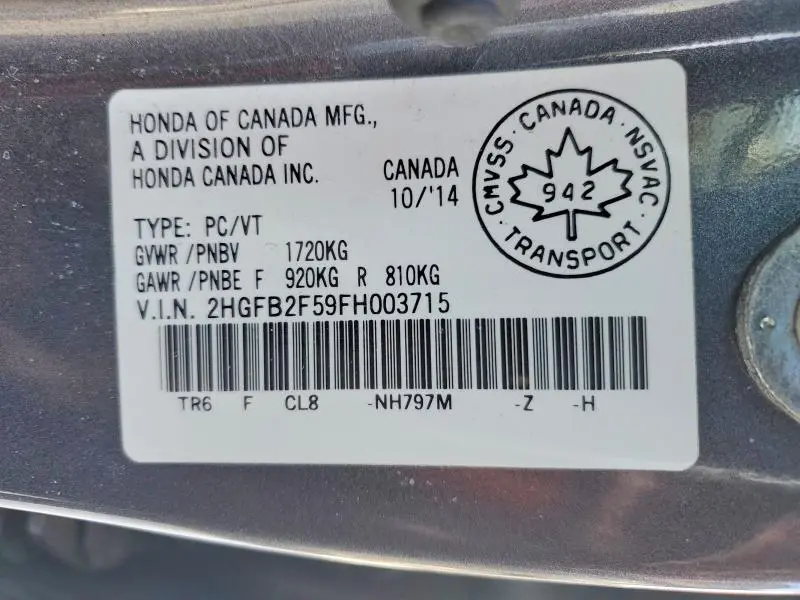 HONDA OF CANADA MFG.,
A DIVISION OF
HONDA CANADA INC.
CANADA
10/'14
CMVSS · CANADA · NSVAC · TRANSPORT ·
942
TYPE: PC/VT
GVWR /PNBV 1720KG
GAWR /PNBE F 920KG R 810KG
V.I.N. 2HGFB2F59FH003715
TR6 F CL8 -NH797M -Z -H